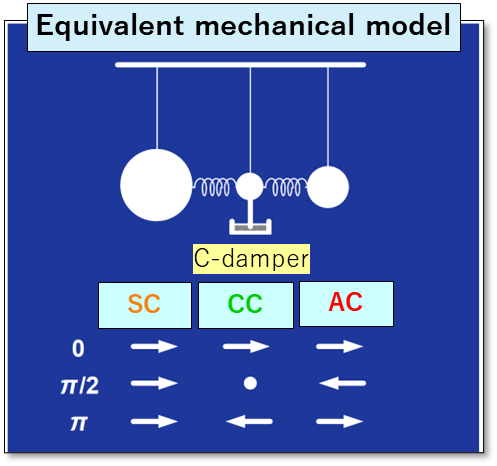 Equivalent mechanical model
C-damper
SC CC AC
0
π/2
π